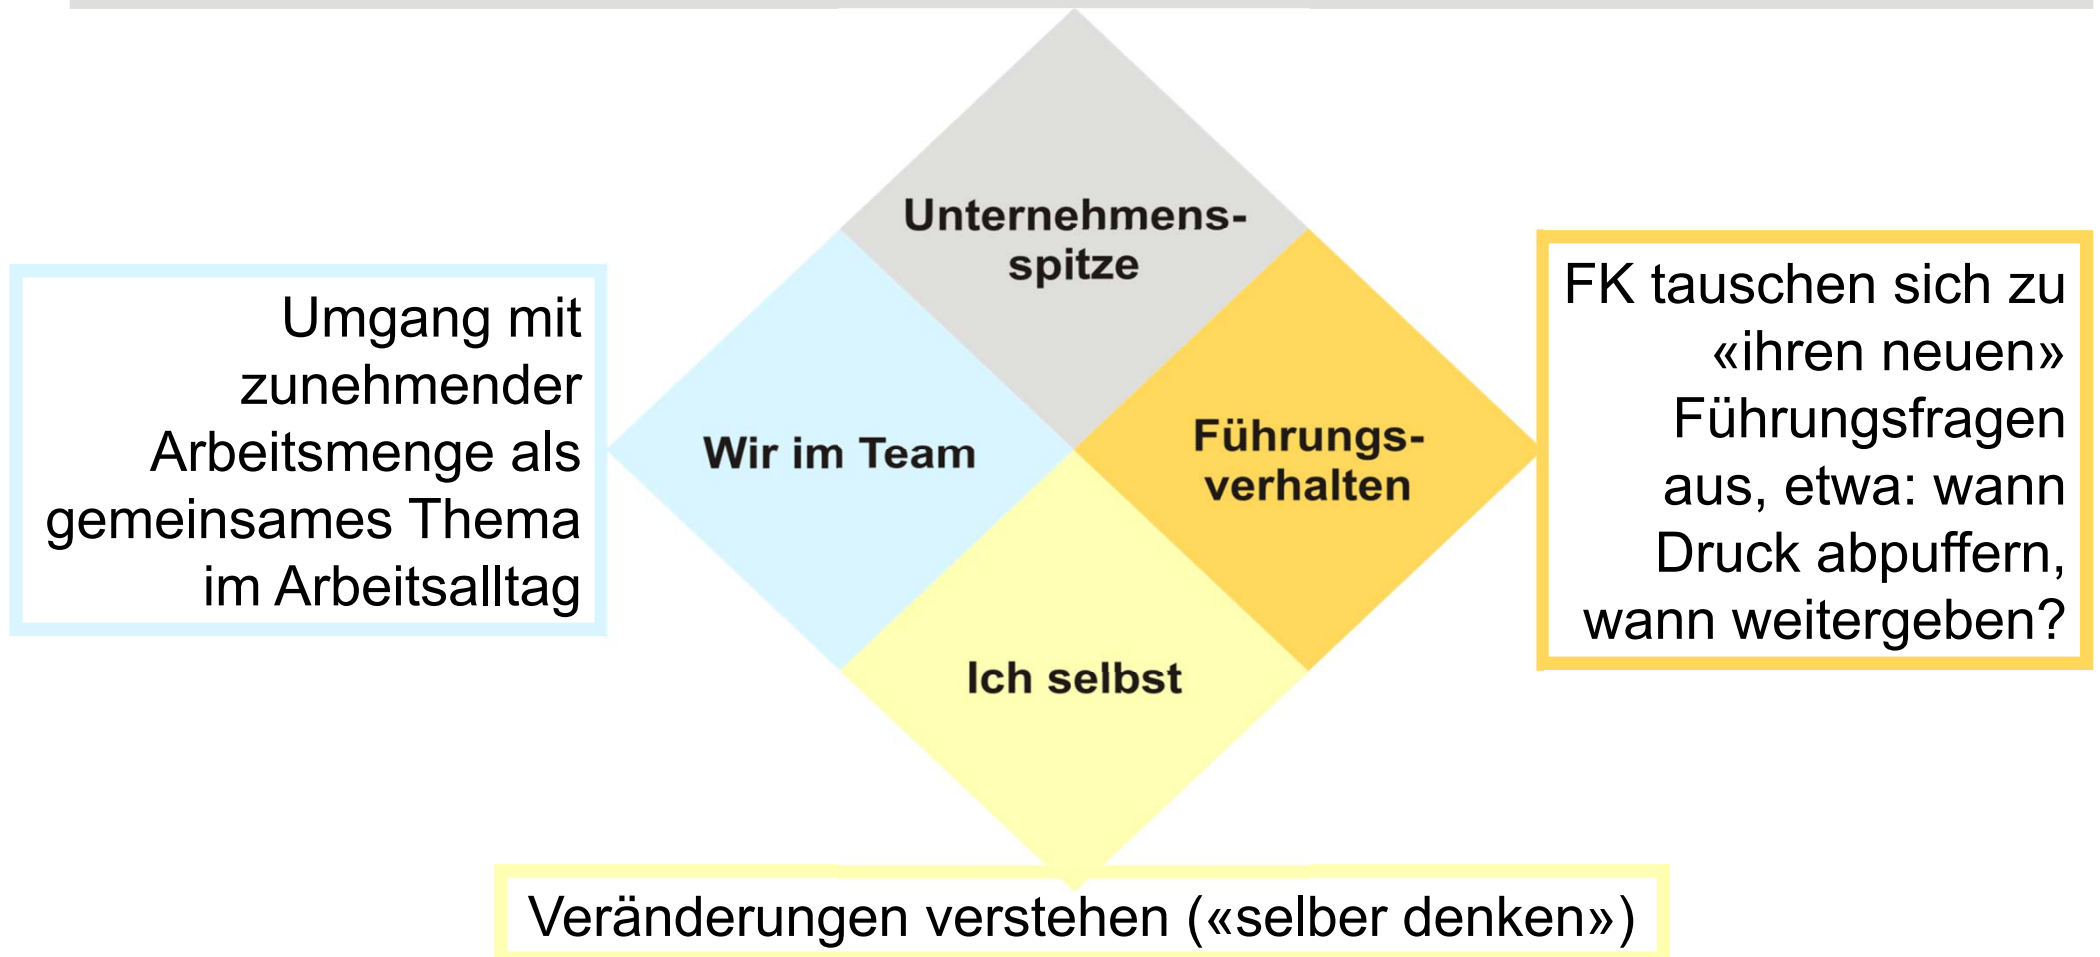 Unternehmens-
spitze
Umgang mit
zunehmender
Arbeitsmenge als
gemeinsames Thema
im Arbeitsalltag
Wir im Team
Führungs-
verhalten
FK tauschen sich zu
«ihren neuen»
Führungsfragen
aus, etwa: wann
Druck abpuffern,
wann weitergeben?
Ich selbst
Veränderungen verstehen («selber denken»)